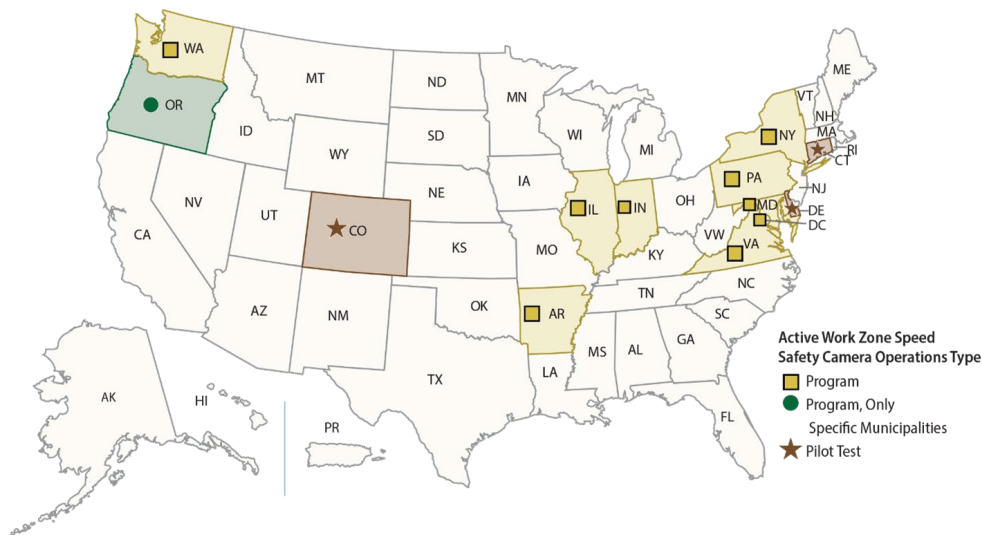 WA
MT
ND
MN
ME
VT
NH
OR
ID
SD
WI
MI
NY
MA
RI
CT
WY
IA
PA
NE
NJ
NV
UT
CO
IL
IN
OH
MD
DE
DC
CA
KS
MO
KY
VW
VA
AZ
NM
OK
AR
TN
NC
SC
MS
AL
GA
TX
LA
FL
AK
HI
PR
Active Work Zone Speed
Safety Camera Operations Type
Program
Program, Only
Specific Municipalities
Pilot Test